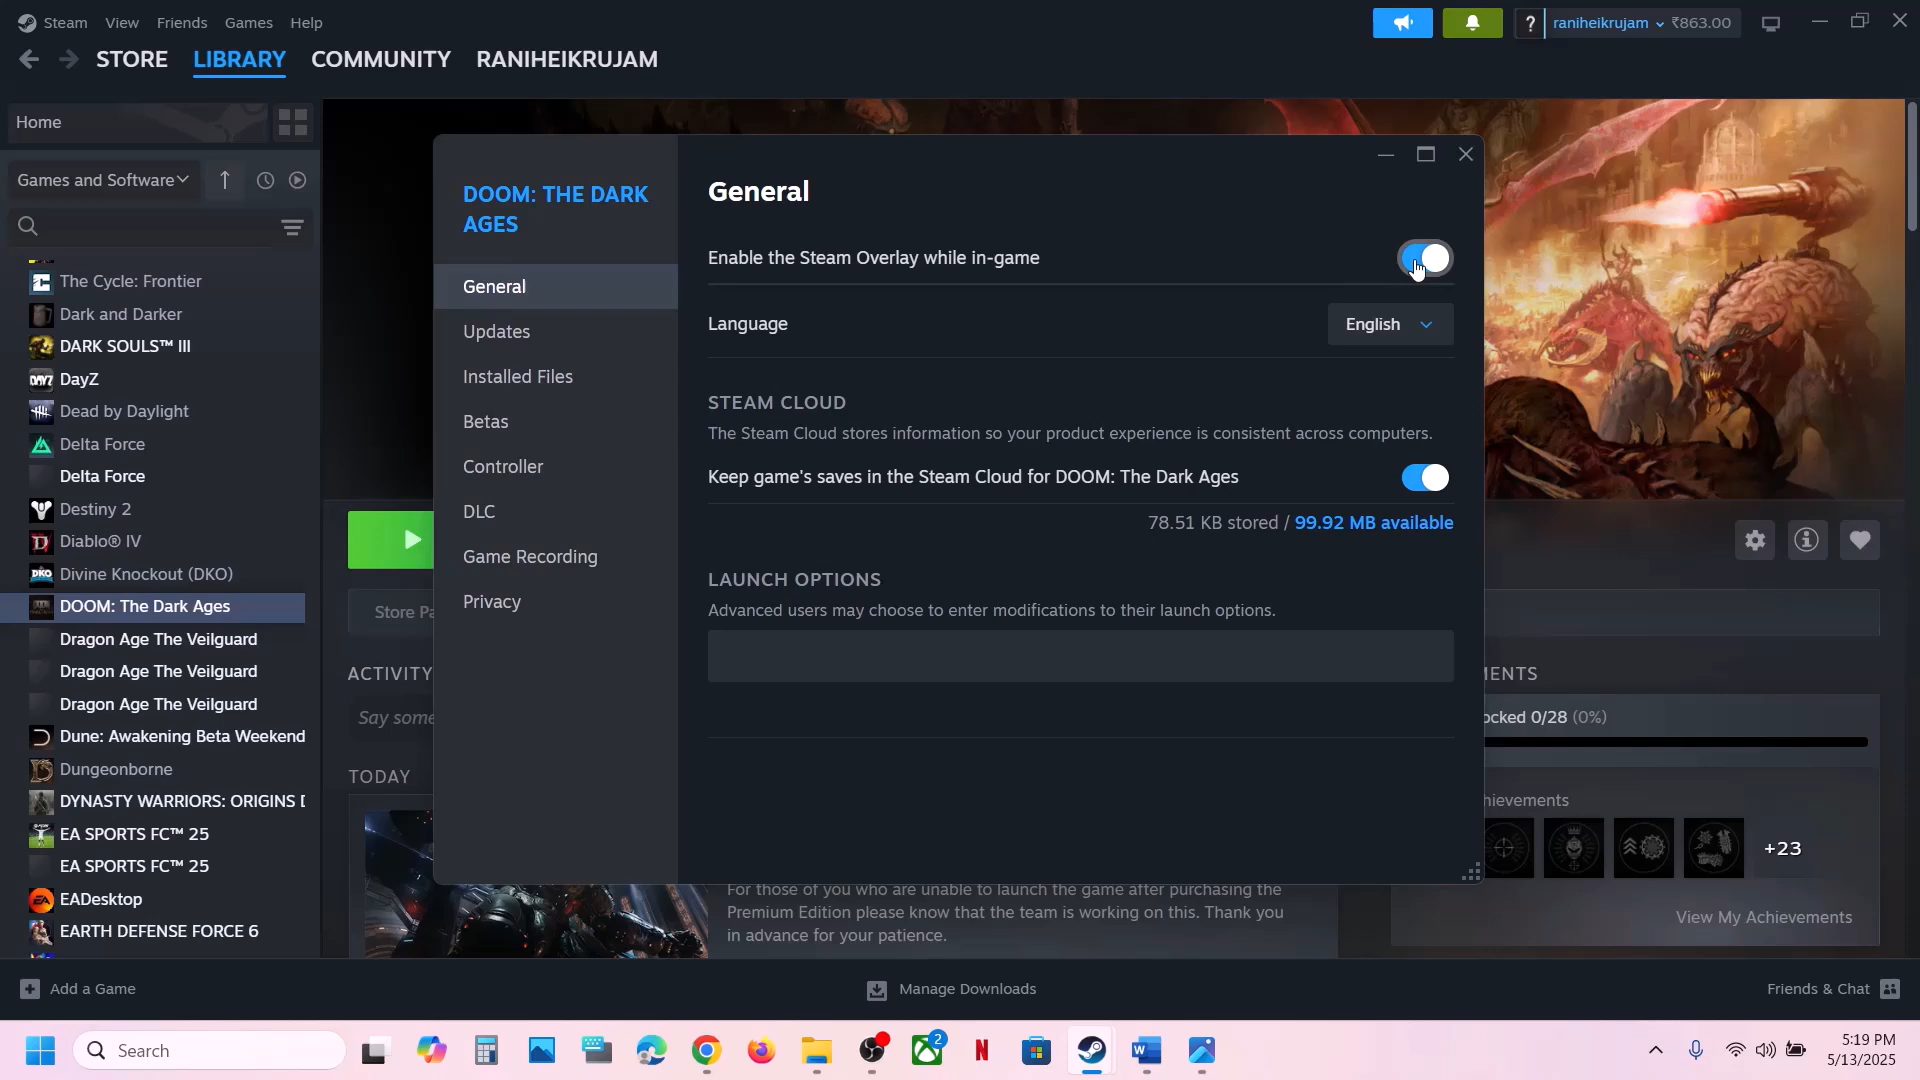 Steam View Friends Games Help
? raniheikrujam ₹863.00
STORE LIBRARY COMMUNITY RANIHEIKRUJAM
Home
Games and Software
The Cycle: Frontier
Dark and Darker
DARK SOULS™ III
DayZ
Dead by Daylight
Delta Force
Delta Force
Destiny 2
Diablo® IV
Divine Knockout (DKO)
DOOM: The Dark Ages
Dragon Age The Veilguard
Dragon Age The Veilguard
Dragon Age The Veilguard
Dune: Awakening Beta Weekend
Dungeonborne
DYNASTY WARRIORS: ORIGINS
EA SPORTS FC™ 25
EA SPORTS FC™ 25
EADesktop
EARTH DEFENSE FORCE 6
DOOM: THE DARK
AGES
General
Updates
Installed Files
Betas
Controller
DLC
Game Recording
Privacy
General
Enable the Steam Overlay while in-game
Language English
STEAM CLOUD
The Steam Cloud stores information so your product experience is consistent across computers.
Keep game's saves in the Steam Cloud for DOOM: The Dark Ages
78.51 KB stored / 99.92 MB available
LAUNCH OPTIONS
Advanced users may choose to enter modifications to their launch options.
Store Pa
ACTIVITY
Say some
TODAY
For those of you who are unable to launch the game after purchasing the
Premium Edition please know that the team is working on this. Thank you
in advance for your patience.
MENTS
ocked 0/28 (0%)
hievements
+23
View My Achievements
Add a Game
Manage Downloads
Friends & Chat
Search
2
5:19 PM
5/13/2025